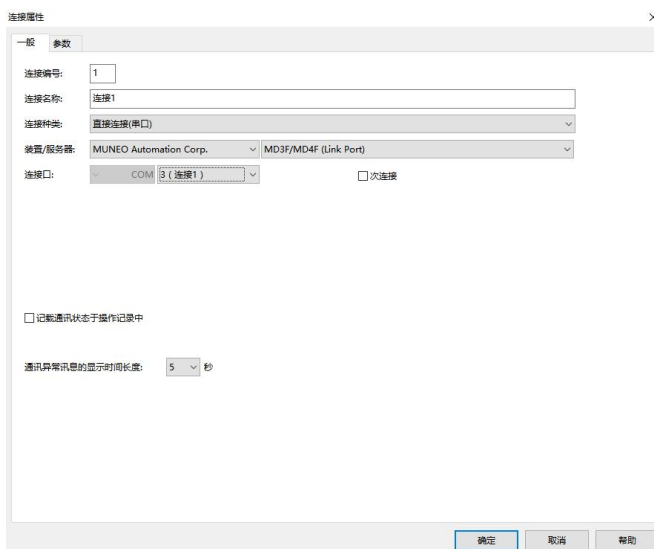 连接属性
一般 参数
连接编号: 1
连接名称: 连接1
连接种类: 直接连接(串口)
装置/服务器: MUNEO Automation Corp. MD3F/MD4F (Link Port)
连接口: COM 3 ( 连接1 ) 次连接
记载通讯状态于操作记录中
通讯异常讯息的显示时间长度: 5 秒
确定 取消 帮助